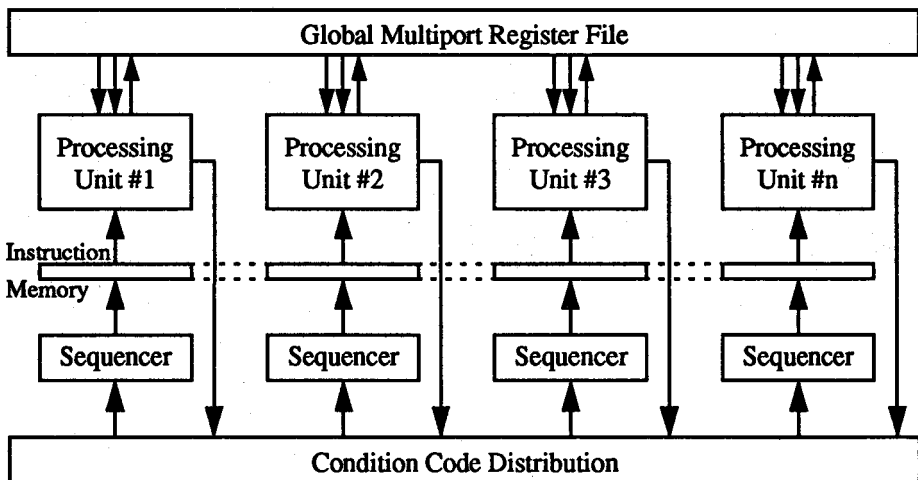 Global Multiport Register File
Processing
Unit #1
Processing
Unit #2
Processing
Unit #3
Processing
Unit #n
Instruction
Memory
Sequencer
Sequencer
Sequencer
Sequencer
Condition Code Distribution